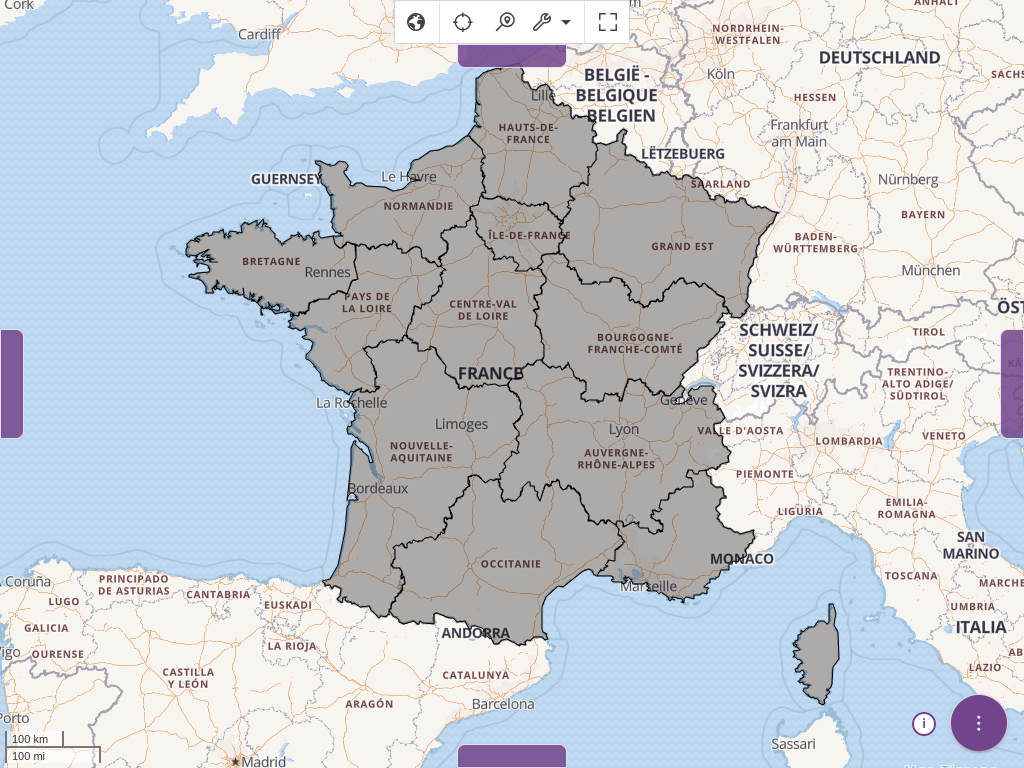 Cork
Cardiff
NORDRHEIN-
WESTFALEN
ANHALT
DEUTSCHLAND
Köln
SACHS
HESSEN
BELGIË -
BELGIQUE
BELGIEN
Lille
HAUTS-DE-
FRANCE
Frankfurt
am Main
LËTZEBUERG
SAARLAND
Nürnberg
GUERNSEY
Le Havre
NORMANDIE
BAYERN
ÎLE-DE-FRANCE
GRAND EST
BADEN-
WÜRTTEMBERG
BRETAGNE
Rennes
München
PAYS DE
LA LOIRE
CENTRE-VAL
DE LOIRE
ÖST
BOURGOGNE-
FRANCHE-COMTÉ
SCHWEIZ/
SUISSE/
SVIZZERA/
SVIZRA
TIROL
KÄ
FRANCE
TRENTINO-
ALTO ADIGE/
SÜDTIROL
La Rochelle
Genève
Limoges
Lyon
VALLE D'AOSTA
LOMBARDIA
VENETO
NOUVELLE-
AQUITAINE
AUVERGNE-
RHÔNE-ALPES
PIEMONTE
Bordeaux
LIGURIA
EMILIA-
ROMAGNA
SAN
MARINO
OCCITANIE
MONACO
Marseille
TOSCANA
MARCHE
A Coruña
PRINCIPADO
DE ASTURIAS
CANTABRIA
EUSKADI
LUGO
UMBRIA
GALICIA
ITALIA
ANDORRA
LA RIOJA
OURENSE
igo
AB
LAZIO
CASTILLA
Y LEÓN
CATALUNYA
ARAGÓN
Barcelona
Porto
i
100 km
100 mi
Madrid
Sassari